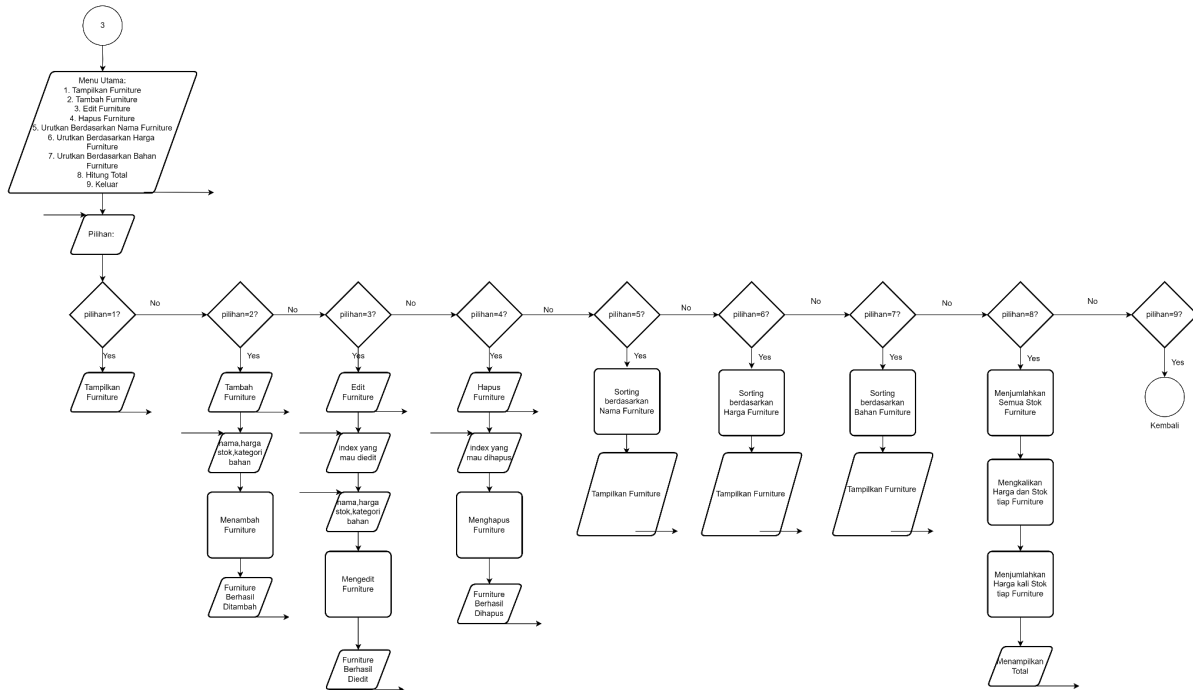 3
Menu Utama:
1. Tampilkan Furniture
2. Tambah Furniture
3. Edit Furniture
4. Hapus Furniture
5. Urutkan Berdasarkan Nama Furniture
6. Urutkan Berdasarkan Harga
Furniture
7. Urutkan Berdasarkan Bahan
Furniture
8. Hitung Total
9. Keluar
Pilihan:
pilihan=1?
No
pilihan=2?
No
pilihan=3?
No
pilihan=4?
No
pilihan=5?
No
pilihan=6?
No
pilihan=7?
No
pilihan=8?
No
pilihan=9?
Yes
Tampilkan
Furniture
Yes
Tambah
Furniture
nama,harga
stok,kategori
bahan
Menambah
Furniture
Furniture
Berhasil
Ditambah
Yes
Edit
Furniture
index yang
mau diedit
nama,harga
stok,kategori
bahan
Mengedit
Furniture
Furniture
Berhasil
Diedit
Yes
Hapus
Furniture
index yang
mau dihapus
Menghapus
Furniture
Furniture
Berhasil
Dihapus
Yes
Sorting
berdasarkan
Nama Furniture
Tampilkan Furniture
Yes
Sorting
berdasarkan
Harga Furniture
Tampilkan Furniture
Yes
Sorting
berdasarkan
Bahan Furniture
Tampilkan Furniture
Yes
Menjumlahkan
Semua Stok
Furniture
Mengkalikan
Harga dan Stok
tiap Furniture
Menjumlahkan
Harga kali Stok
tiap Furniture
Menampilkan
Total
Yes
Kembali